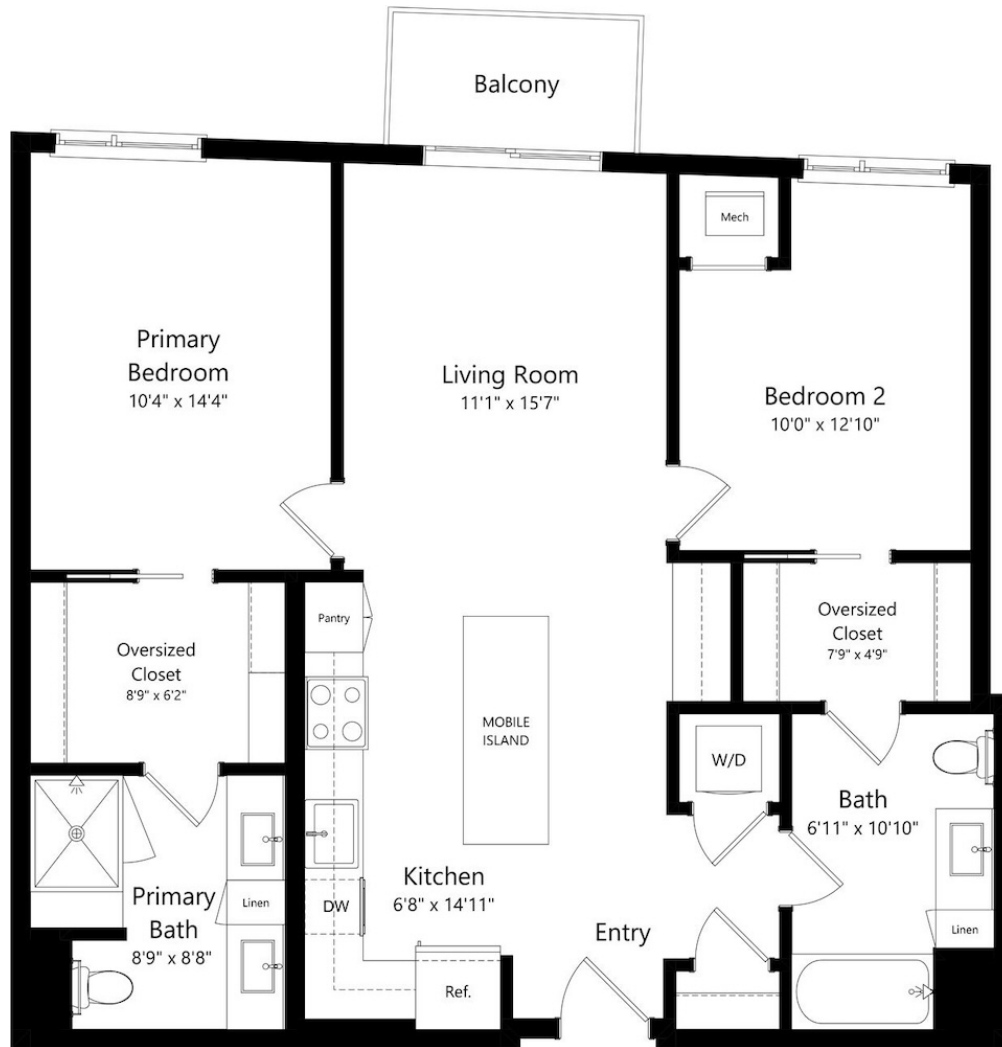 Balcony
Mech
Primary
Bedroom
10'4" x 14'4"
Living Room
11'1" x 15'7"
Bedroom 2
10'0" x 12'10"
Pantry
Oversized
Closet
8'9" x 6'2"
Oversized
Closet
7'9" x 4'9"
MOBILE
ISLAND
W/D
Bath
6'11" x 10'10"
Kitchen
6'8" x 14'11"
Primary
Bath
8'9" x 8'8"
Linen
DW
Entry
Linen
Ref.